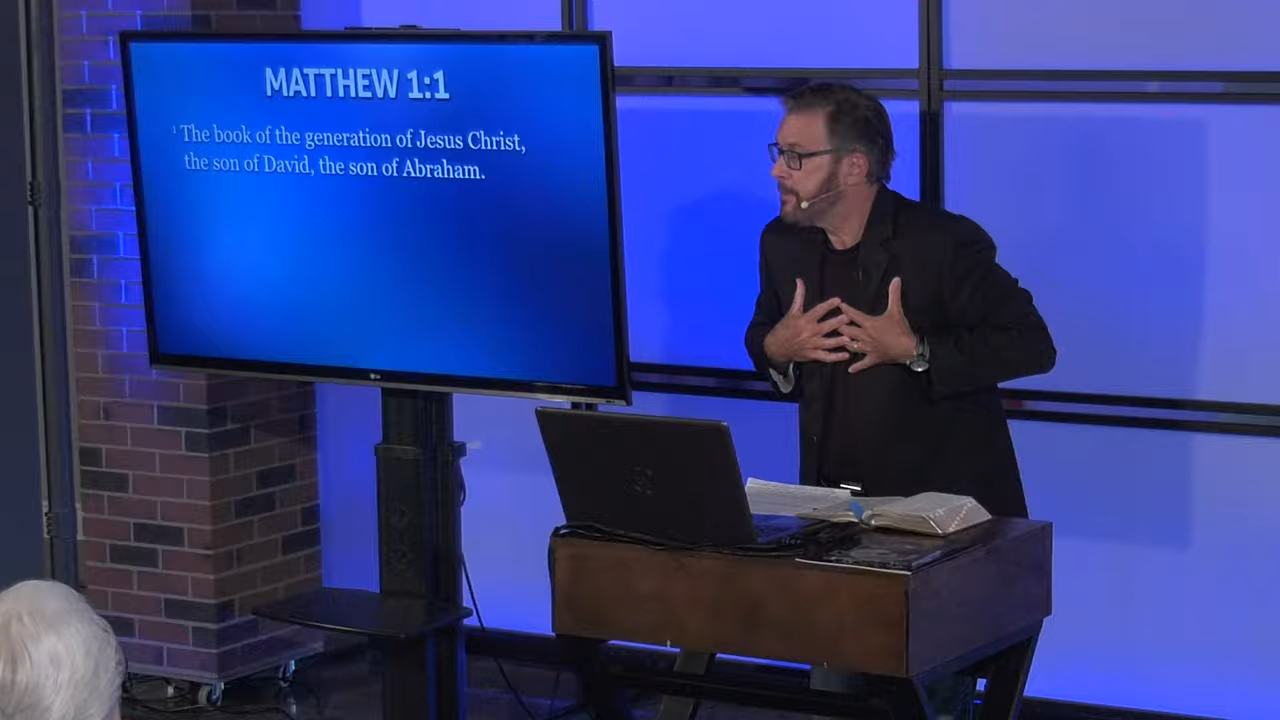 MATTHEW 1:1
1 The book of the generation of Jesus Christ,
the son of David, the son of Abraham.
LG